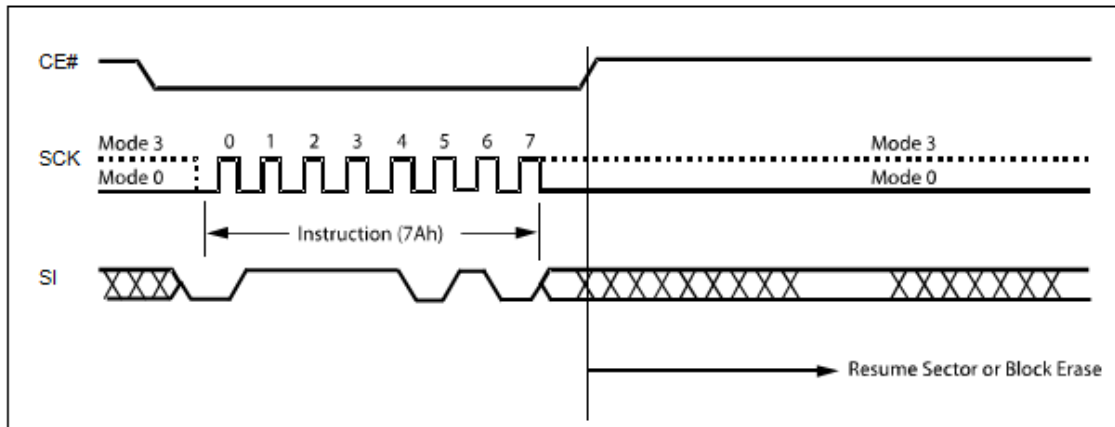 CE#
Mode 3
0 1 2 3 4 5 6 7
Mode 3
SCK
Mode 0
Mode 0
Instruction (7Ah)
SI
Resume Sector or Block Erase